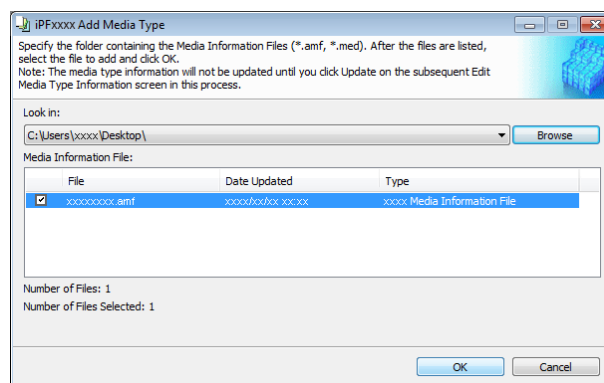 iPFxxxx Add Media Type
Specify the folder containing the Media Information Files (*.amf, *.med). After the files are listed,
select the file to add and click OK.
Note: The media type information will not be updated until you click Update on the subsequent Edit
Media Type Information screen in this process.
Look in:
C:\Users\xxxx\Desktop\
Browse
Media Information File:
File Date Updated Type
xxxxxxxx.amf xxxx/xx/xx xx:xx xxxx Media Information File
Number of Files: 1
Number of Files Selected: 1
OK Cancel